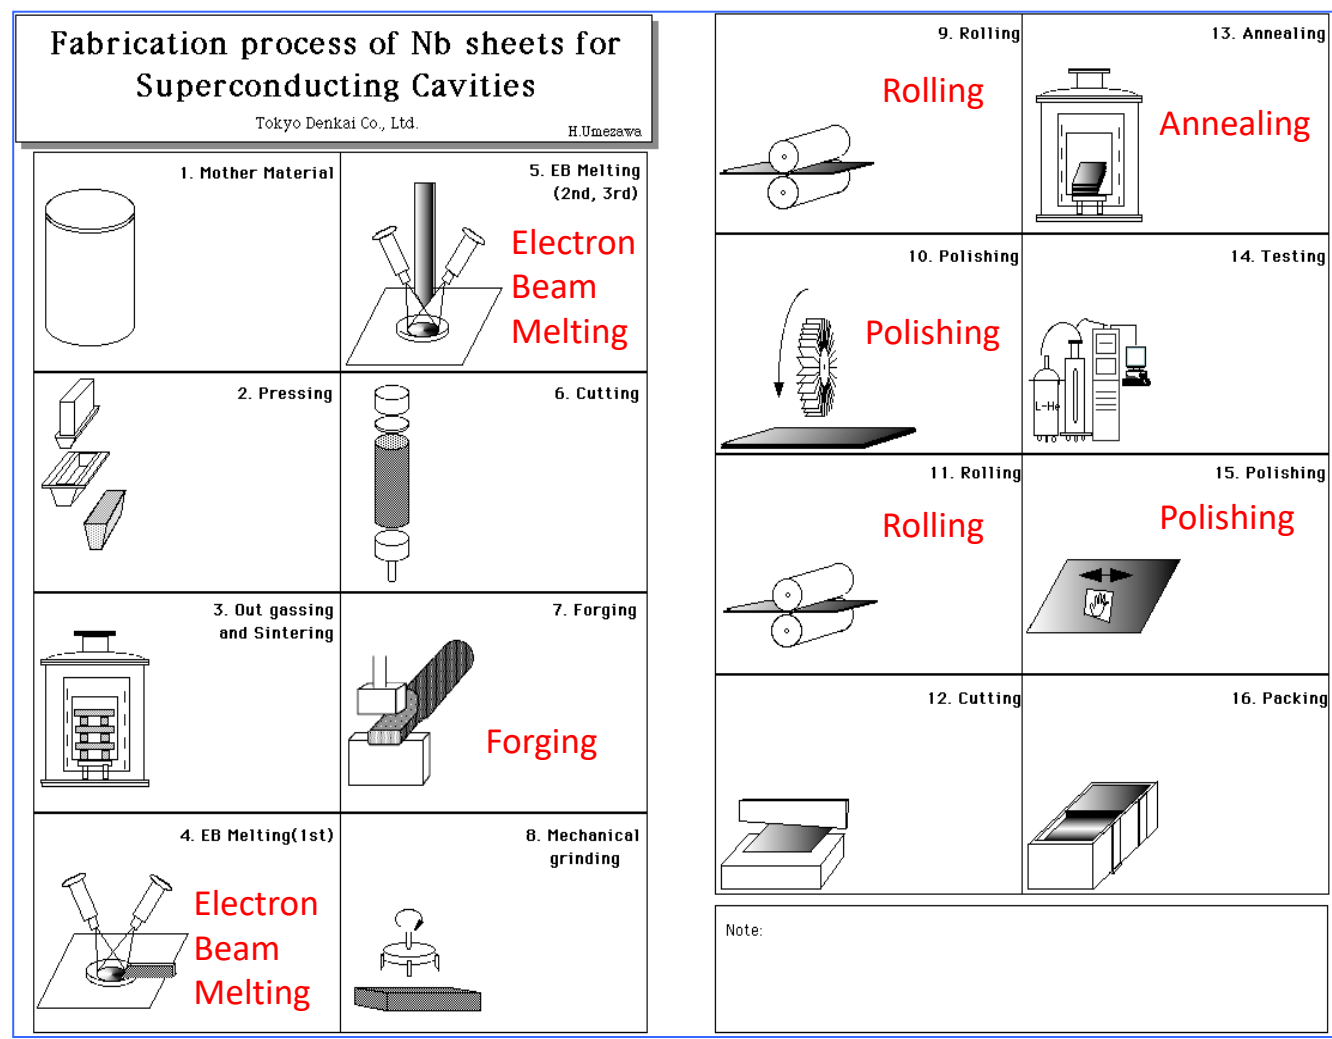 Fabrication process of Nb sheets for
Superconducting Cavities
Tokyo Denkai Co., Ltd.
H.Umezawa
1. Mother Material
2. Pressing
3. Out gassing
and Sintering
4. EB Melting(1st)
Electron
Beam
Melting
5. EB Melting
(2nd, 3rd)
Electron
Beam
Melting
6. Cutting
7. Forging
Forging
8. Mechanical
grinding
9. Rolling
Rolling
10. Polishing
Polishing
11. Rolling
Rolling
12. Cutting
13. Annealing
Annealing
14. Testing
L-He
15. Polishing
Polishing
16. Packing
Note: